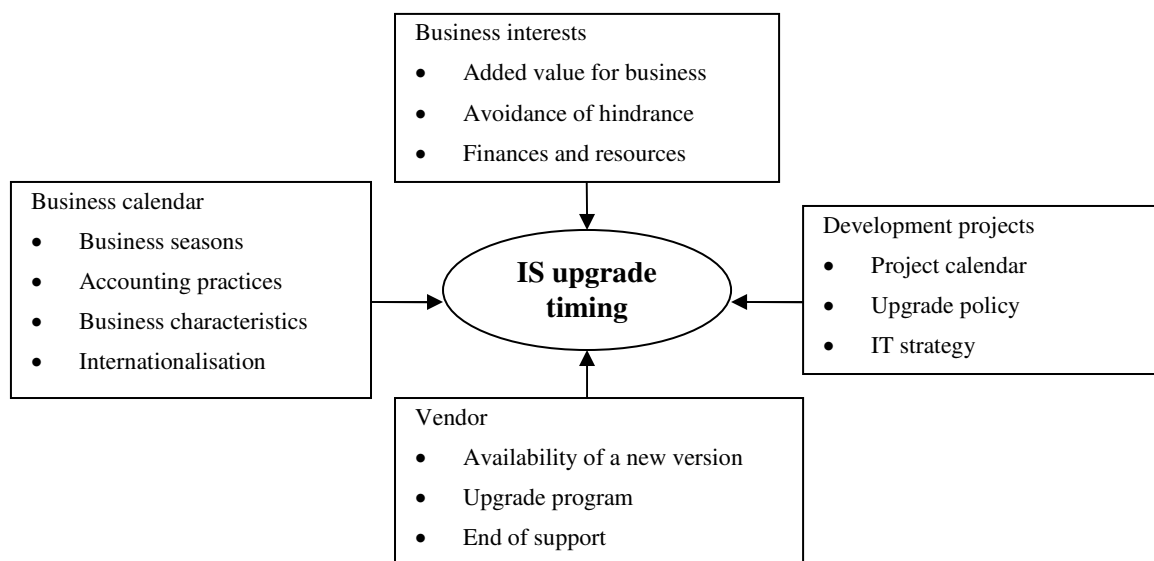 Business interests
• Added value for business
• Avoidance of hindrance
• Finances and resources
Business calendar
• Business seasons
• Accounting practices
• Business characteristics
• Internationalisation
IS upgrade
timing
Development projects
• Project calendar
• Upgrade policy
• IT strategy
Vendor
• Availability of a new version
• Upgrade program
• End of support